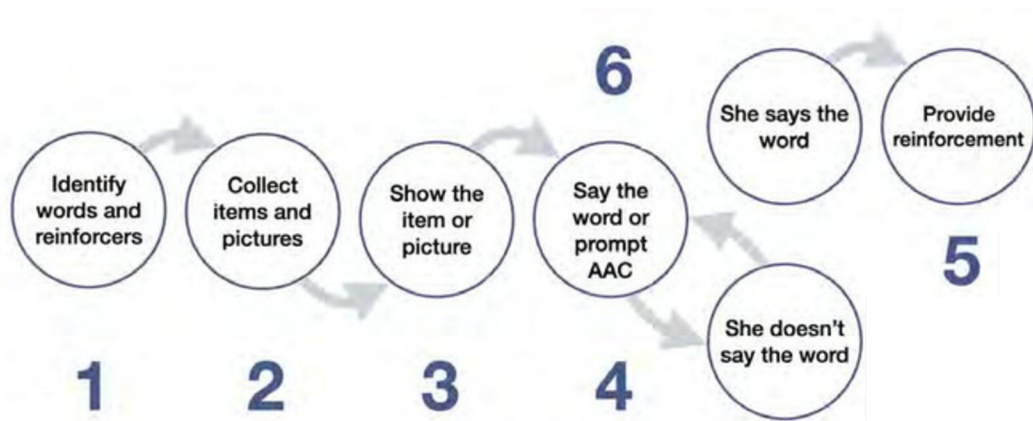 6
She says the
word
Provide
reinforcement
Identify
words and
reinforcers
Collect
items and
pictures
Show the
item or
picture
Say the
word or
prompt
AAC
5
She doesn't
say the word
1
2
3
4